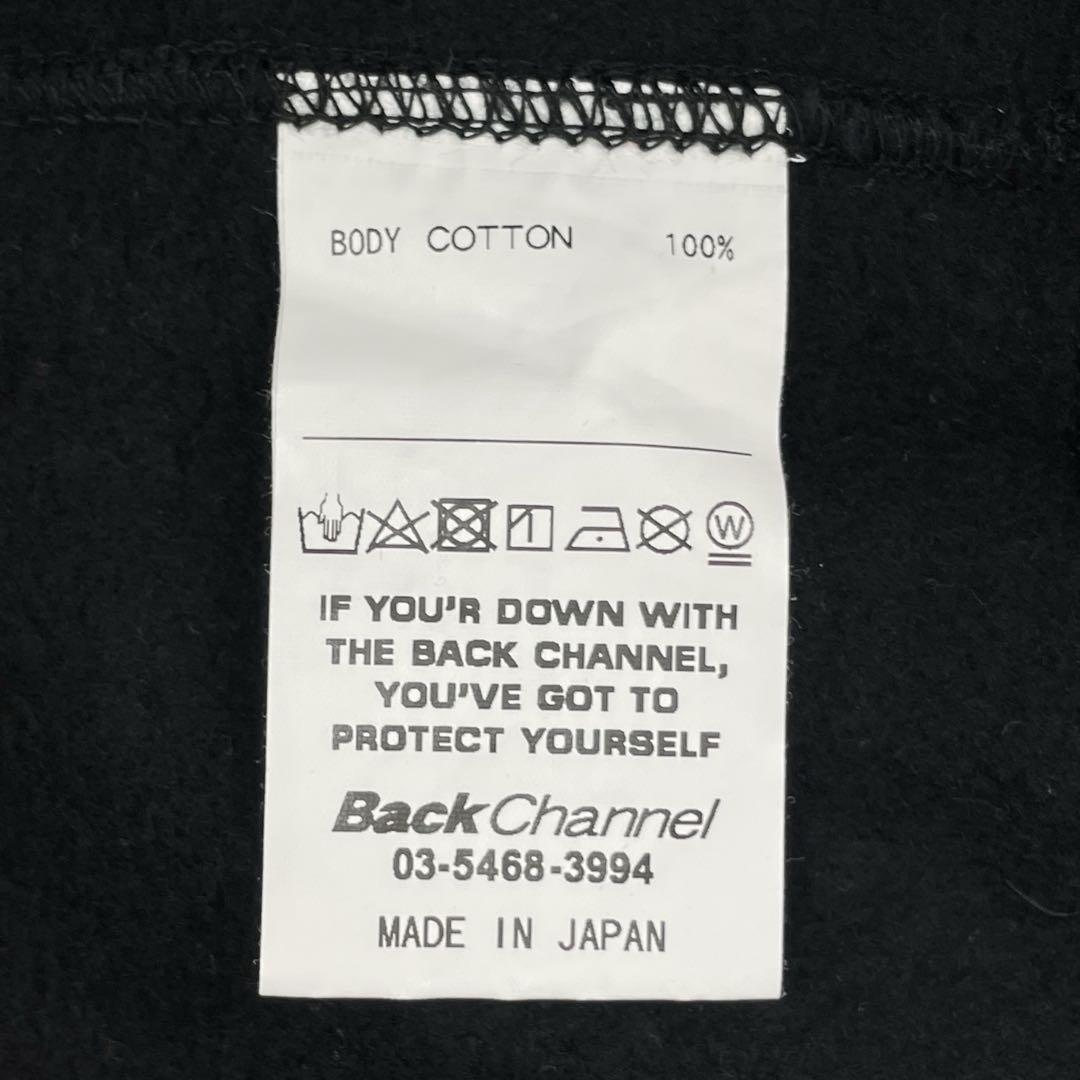 BODY COTTON 100%
W
IF YOU'R DOWN WITH
THE BACK CHANNEL,
YOU'VE GOT TO
PROTECT YOURSELF
Back Channel
03-5468-3994
MADE IN JAPAN